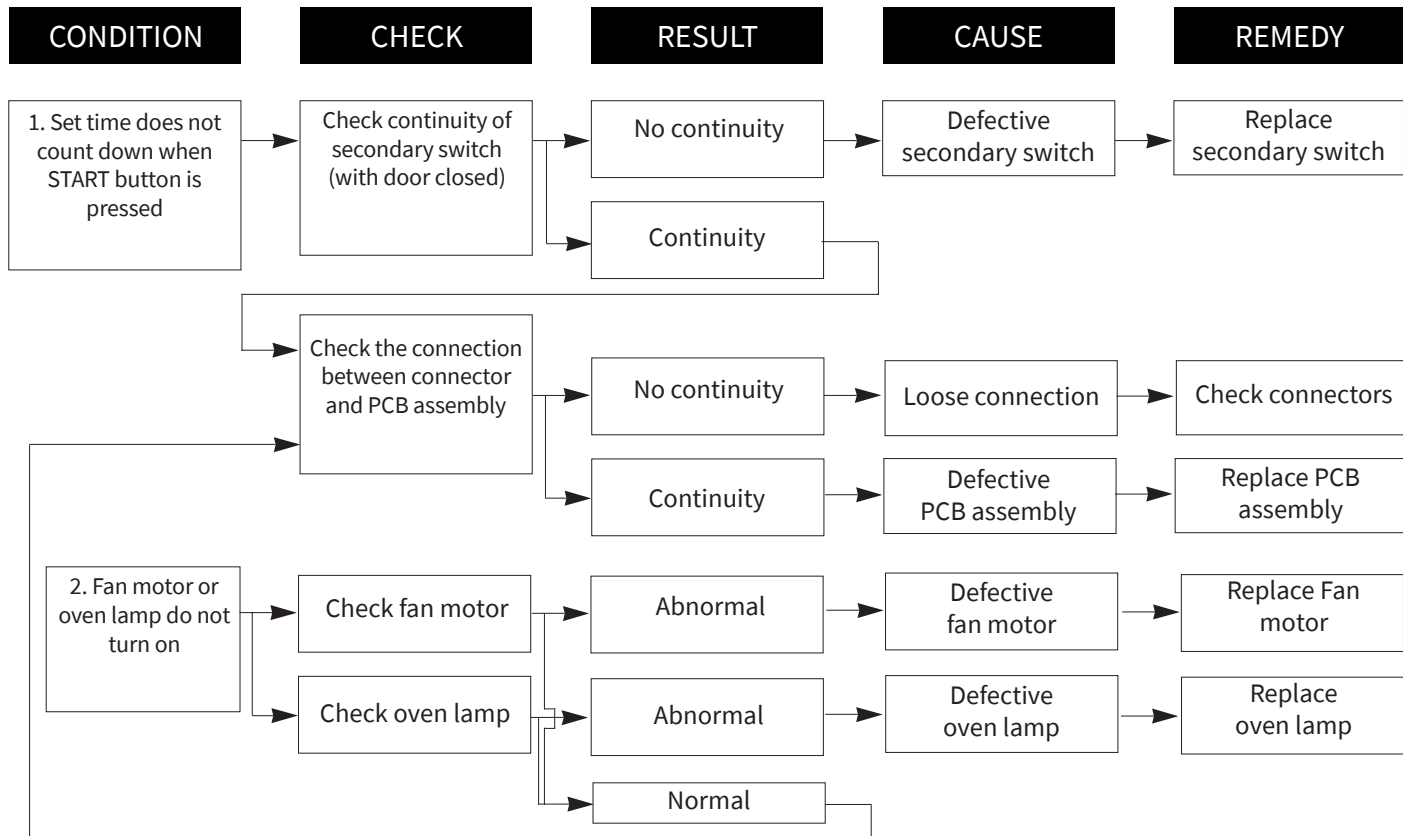 CONDITION
CHECK
RESULT
CAUSE
REMEDY
1. Set time does not
count down when
START button is
pressed
Check continuity of
secondary switch
(with door closed)
No continuity
Defective
secondary switch
Replace
secondary switch
Continuity
Check the connection
between connector
and PCB assembly
No continuity
Loose connection
Check connectors
Continuity
Defective
PCB assembly
Replace PCB
assembly
2. Fan motor or
oven lamp do not
turn on
Check fan motor
Abnormal
Defective
fan motor
Replace Fan
motor
Check oven lamp
Abnormal
Defective
oven lamp
Replace
oven lamp
Normal